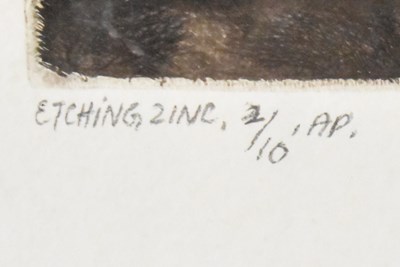 ETCHING, ZINC. 2/10, AP.